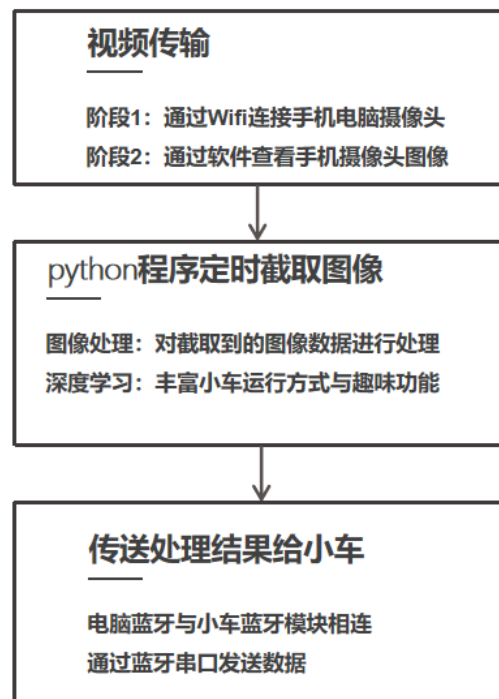 视频传输
阶段1：通过Wifi连接手机电脑摄像头
阶段2：通过软件查看手机摄像头图像
python程序定时截取图像
图像处理：对截取到的图像数据进行处理
深度学习：丰富小车运行方式与趣味功能
传送处理结果给小车
电脑蓝牙与小车蓝牙模块相连
通过蓝牙串口发送数据